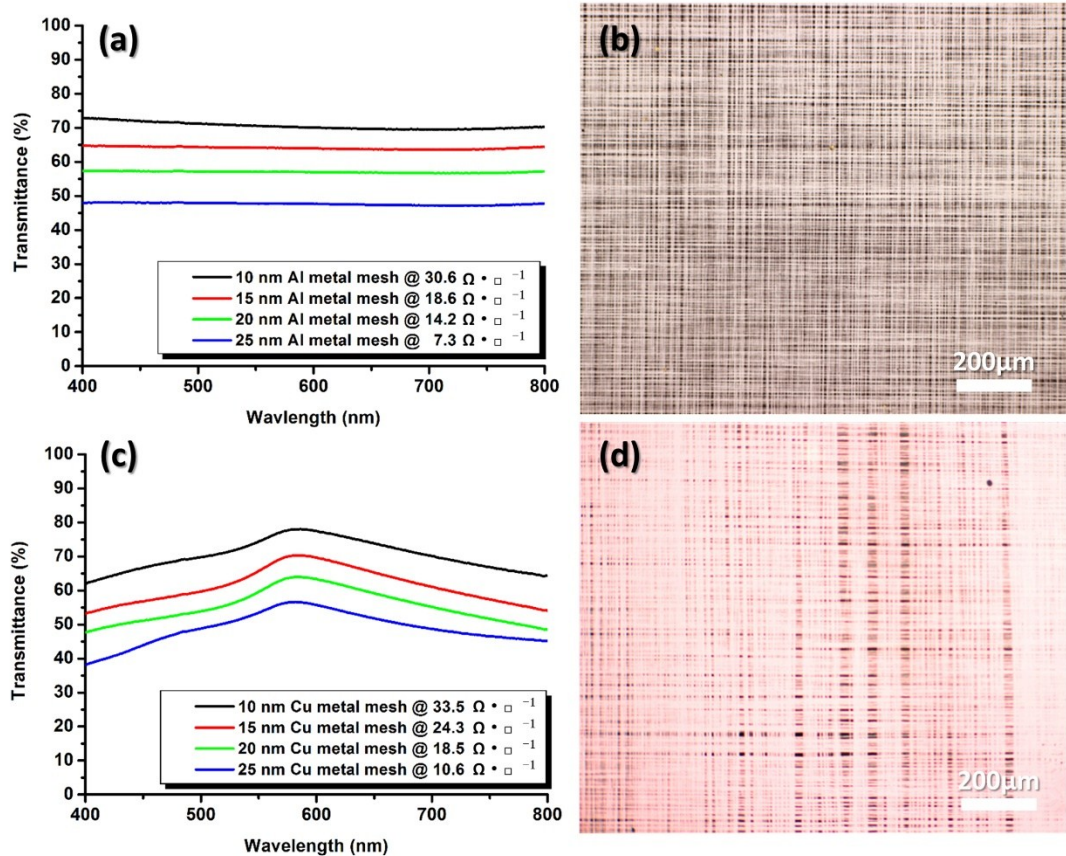 (a)
Transmittance (%)
100
90
80
70
60
50
40
30
20
10
0
10 nm Al metal mesh @ 30.6 Ω • □ ⁻¹
15 nm Al metal mesh @ 18.6 Ω • □ ⁻¹
20 nm Al metal mesh @ 14.2 Ω • □ ⁻¹
25 nm Al metal mesh @ 7.3 Ω • □ ⁻¹
400 500 600 700 800
Wavelength (nm)
(b)
200μm
(c)
Transmittance (%)
100
90
80
70
60
50
40
30
20
10
0
10 nm Cu metal mesh @ 33.5 Ω • □ ⁻¹
15 nm Cu metal mesh @ 24.3 Ω • □ ⁻¹
20 nm Cu metal mesh @ 18.5 Ω • □ ⁻¹
25 nm Cu metal mesh @ 10.6 Ω • □ ⁻¹
400 500 600 700 800
Wavelength (nm)
(d)
200μm